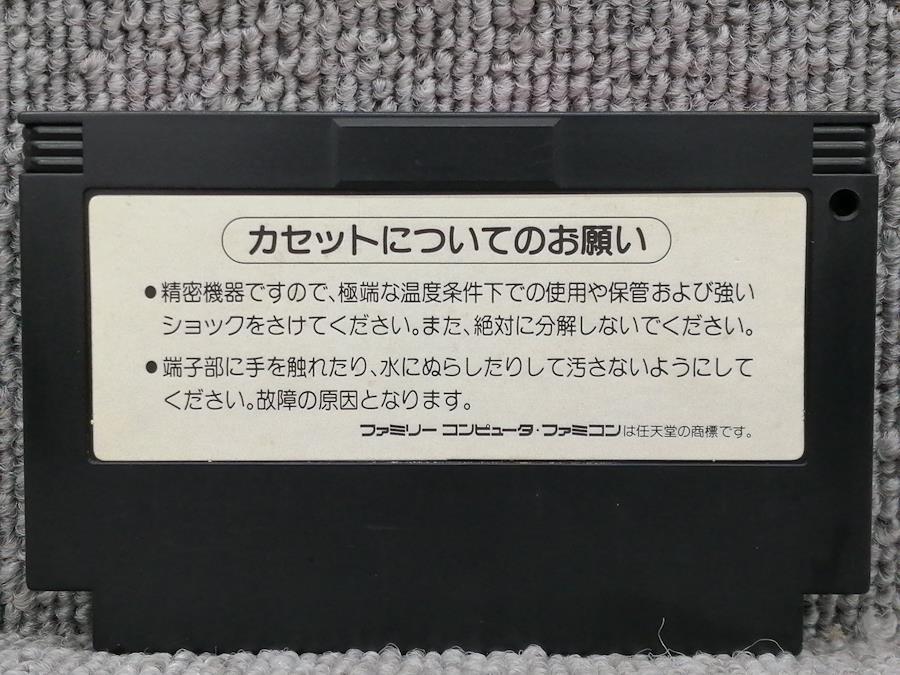 カセットについてのお願い
●精密機器ですので、極端な温度条件下での使用や保管および強い
ショックをさけてください。また、絶対に分解しないでください。
●端子部に手を触れたり、水にぬらしたりして汚さないようにして
ください。故障の原因となります。
ファミリー コンピュータ・ファミコンは任天堂の商標です。